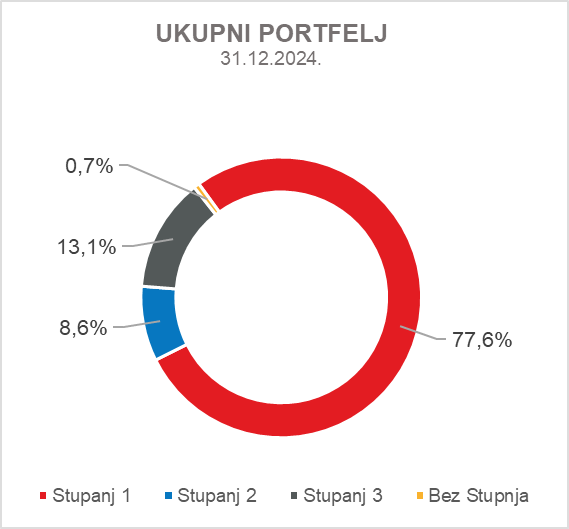 UKUPNI PORTFELJ
31.12.2024.
0,7%
13,1%
8,6%
77,6%
Stupanj 1 Stupanj 2 Stupanj 3 Bez Stupnja